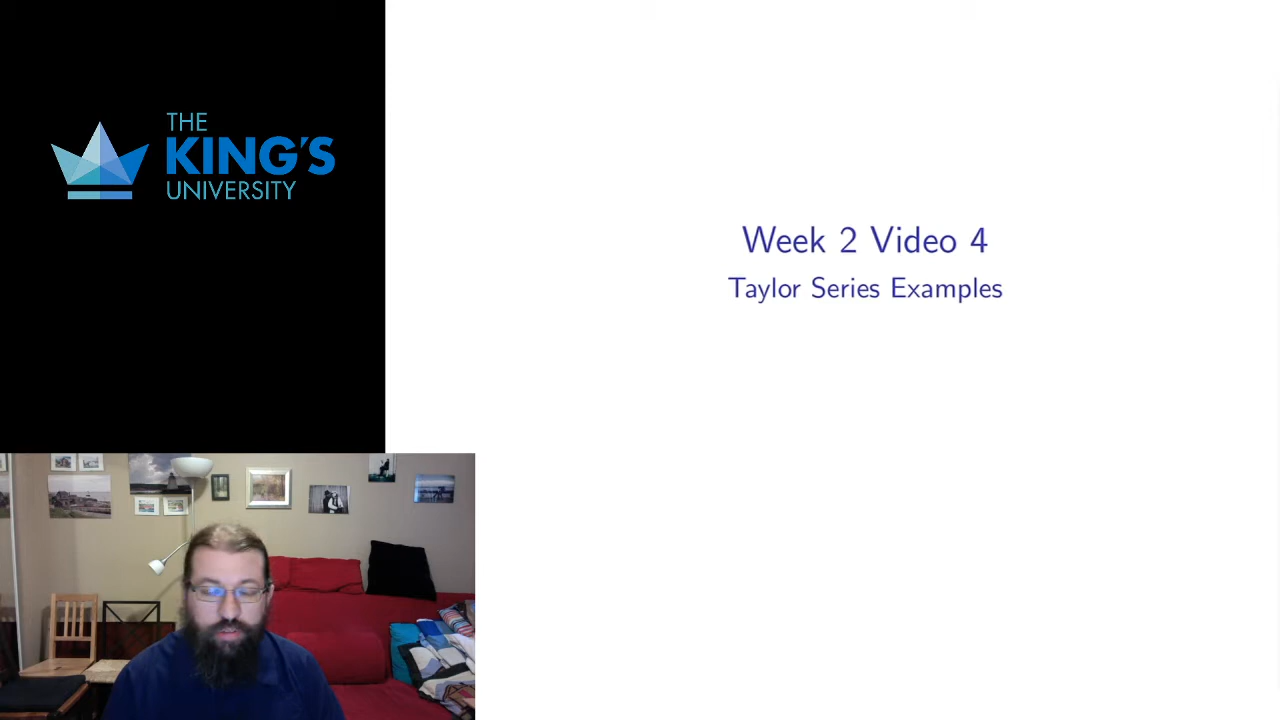 THE
KING'S
UNIVERSITY
Week 2 Video 4
Taylor Series Examples